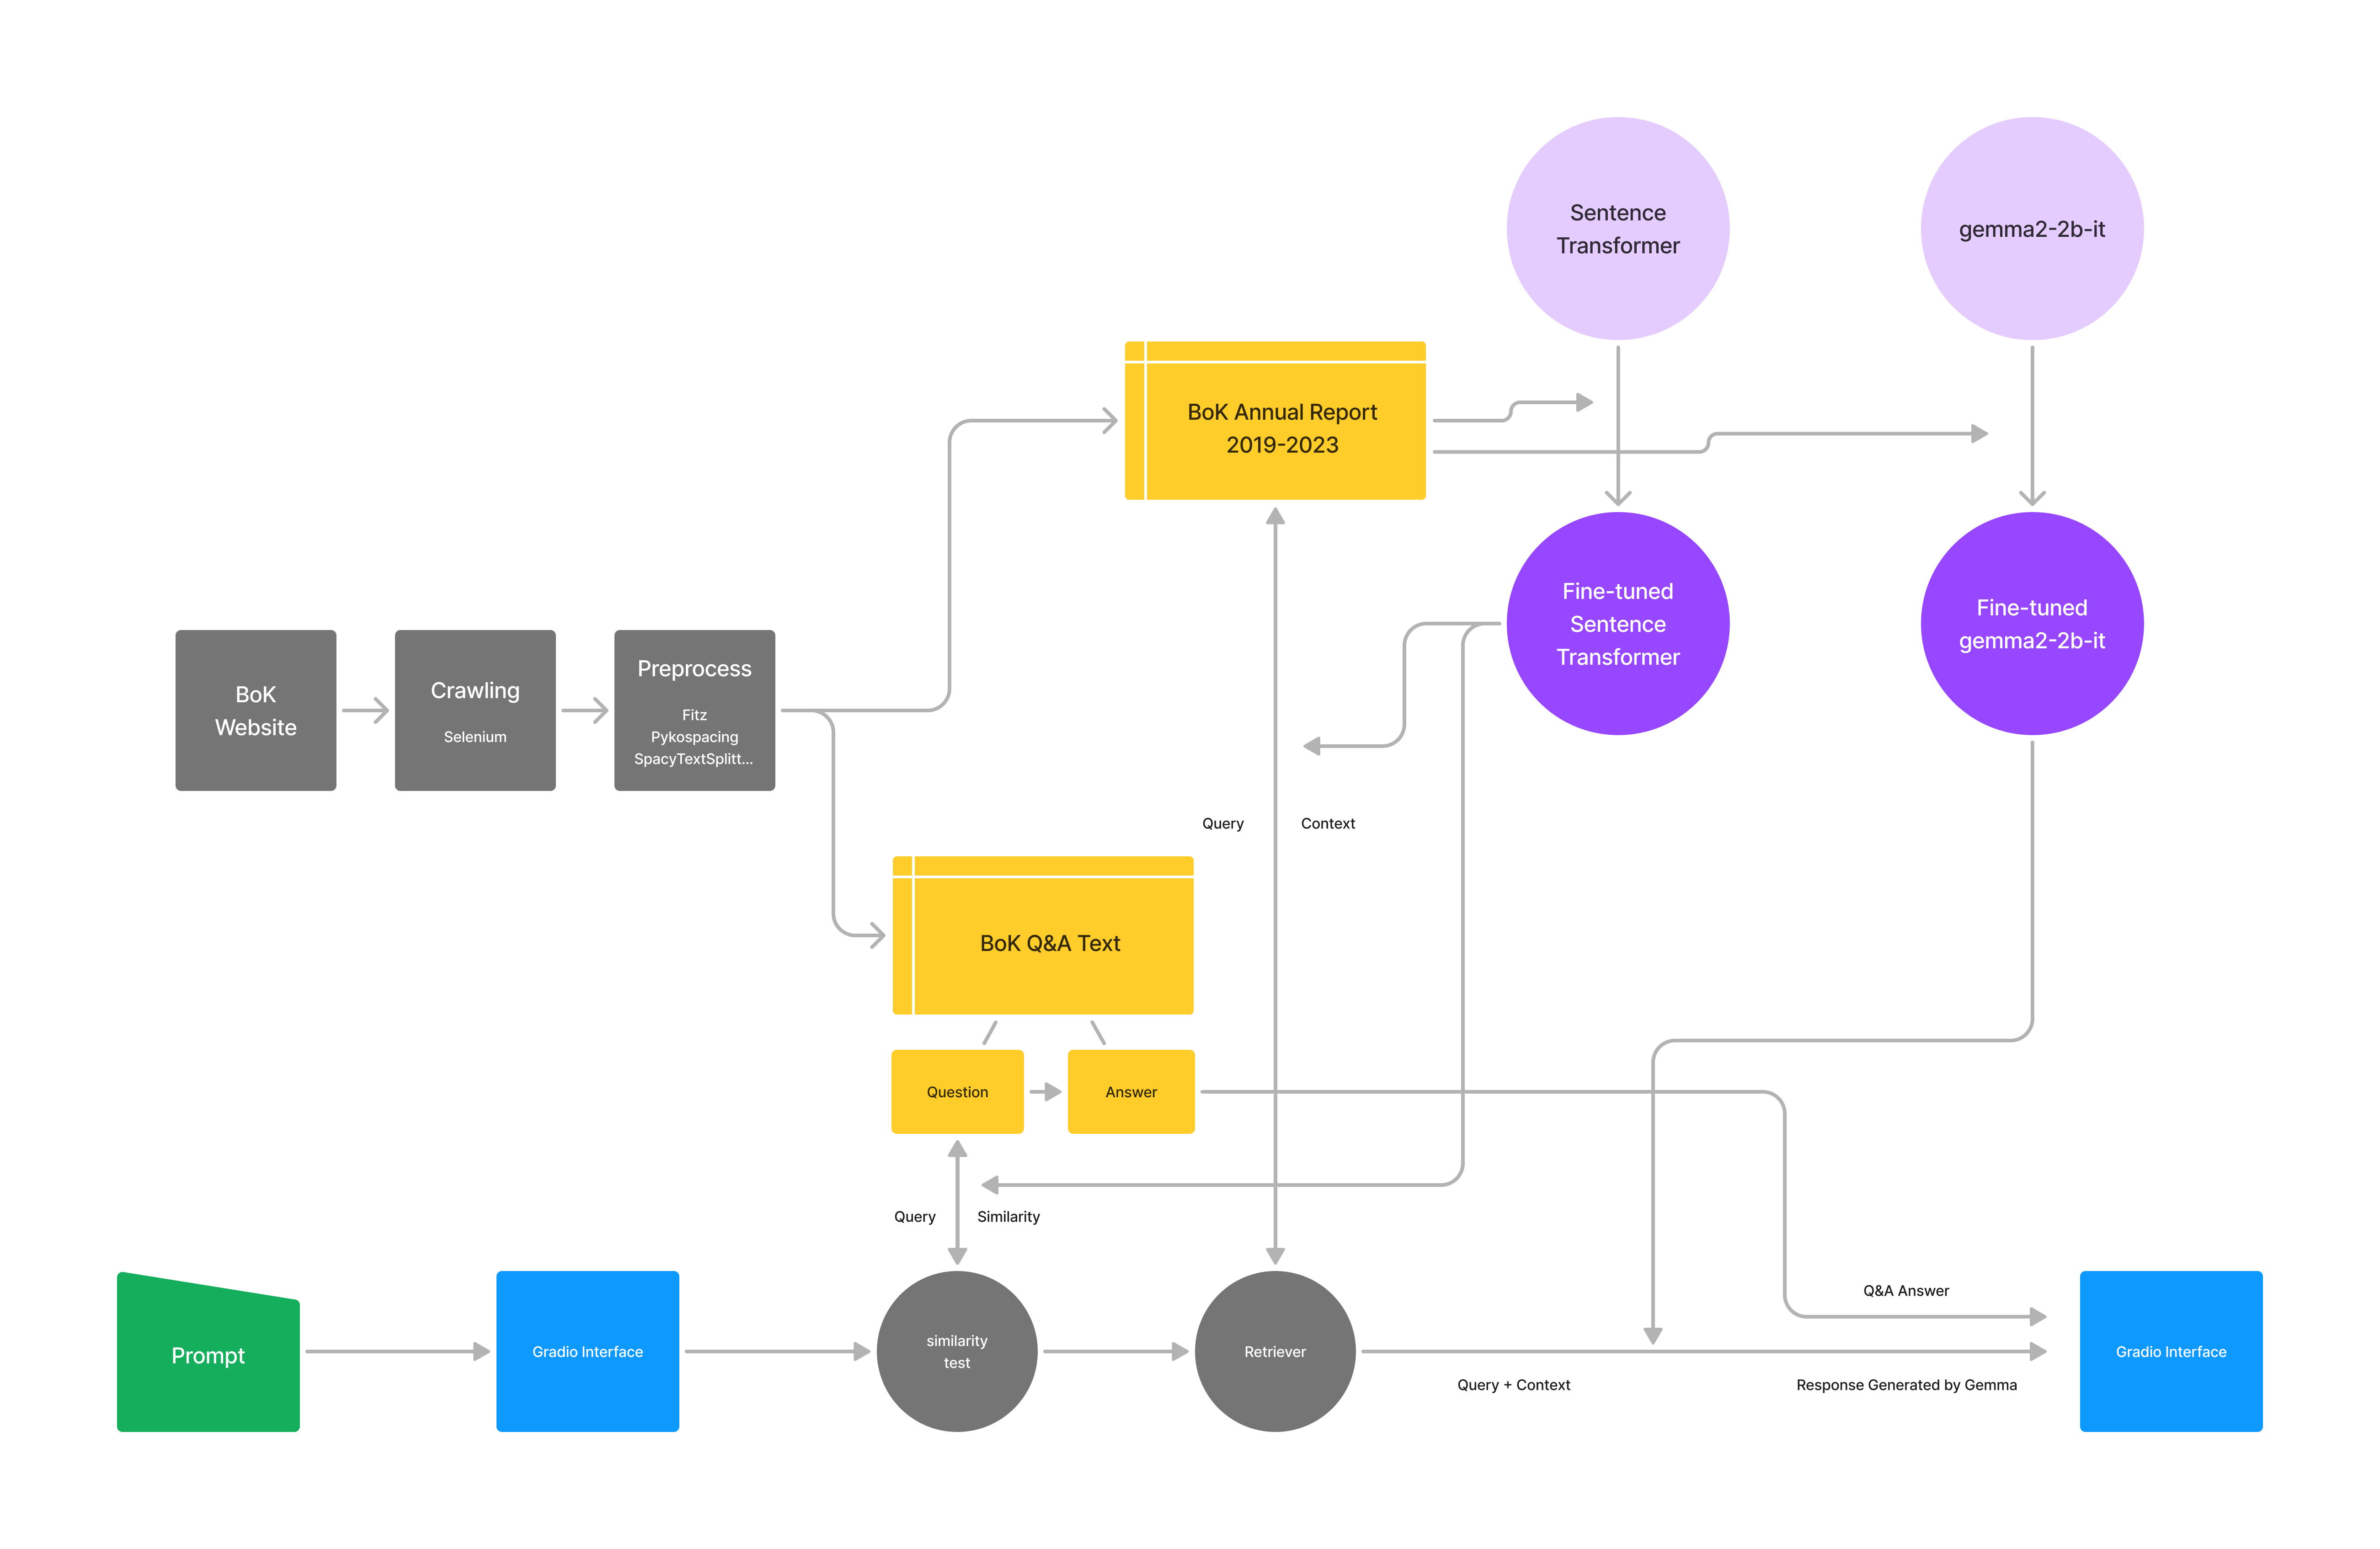 Sentence
Transformer
gemma2-2b-it
BoK Annual Report
2019-2023
Fine-tuned
Sentence
Transformer
Fine-tuned
gemma2-2b-it
BoK
Website
Crawling
Selenium
Preprocess
Fitz
Pykospacing
SpacyTextSplitt...
Query
Context
BoK Q&A Text
Question
Answer
Query
Similarity
Prompt
Gradio Interface
similarity
test
Retriever
Query + Context
Q&A Answer
Response Generated by Gemma
Gradio Interface